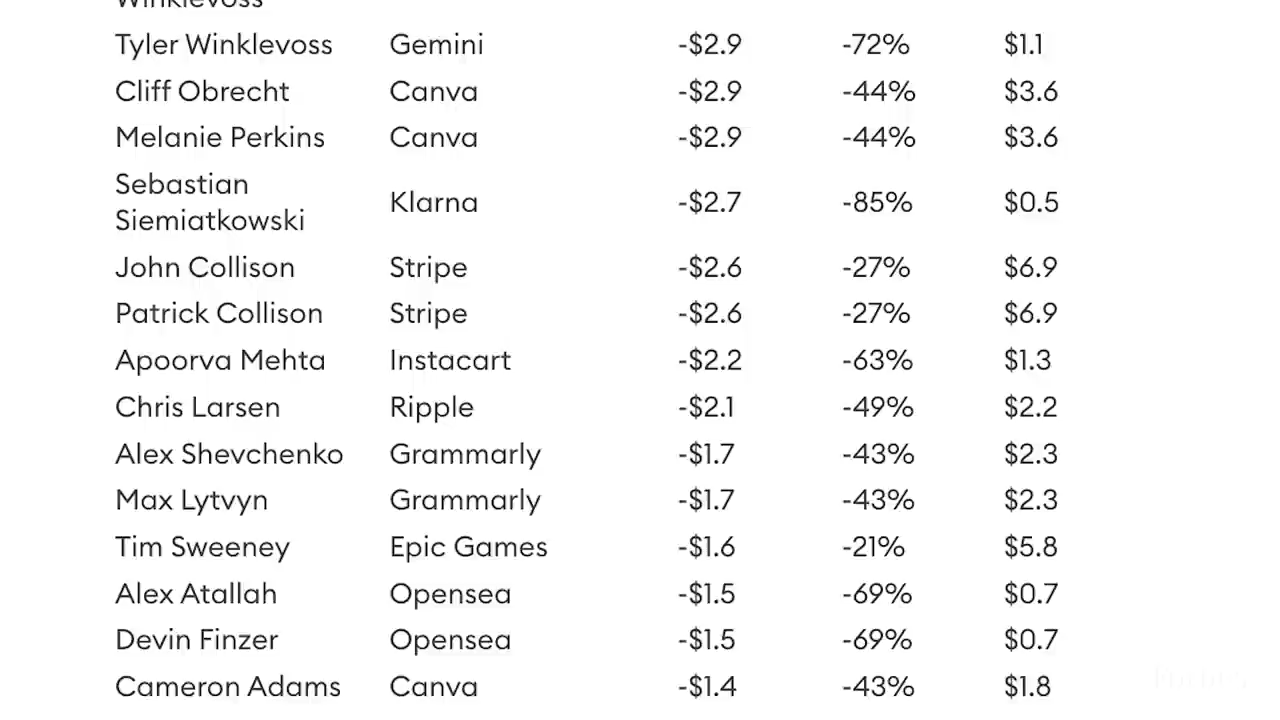 Winklevoss
Tyler Winklevoss Gemini -$2.9 -72% $1.1
Cliff Obrecht Canva -$2.9 -44% $3.6
Melanie Perkins Canva -$2.9 -44% $3.6
Sebastian
Siemiatkowski Klarna -$2.7 -85% $0.5
John Collison Stripe -$2.6 -27% $6.9
Patrick Collison Stripe -$2.6 -27% $6.9
Apoorva Mehta Instacart -$2.2 -63% $1.3
Chris Larsen Ripple -$2.1 -49% $2.2
Alex Shevchenko Grammarly -$1.7 -43% $2.3
Max Lytvyn Grammarly -$1.7 -43% $2.3
Tim Sweeney Epic Games -$1.6 -21% $5.8
Alex Atallah Opensea -$1.5 -69% $0.7
Devin Finzer Opensea -$1.5 -69% $0.7
Cameron Adams Canva -$1.4 -43% $1.8